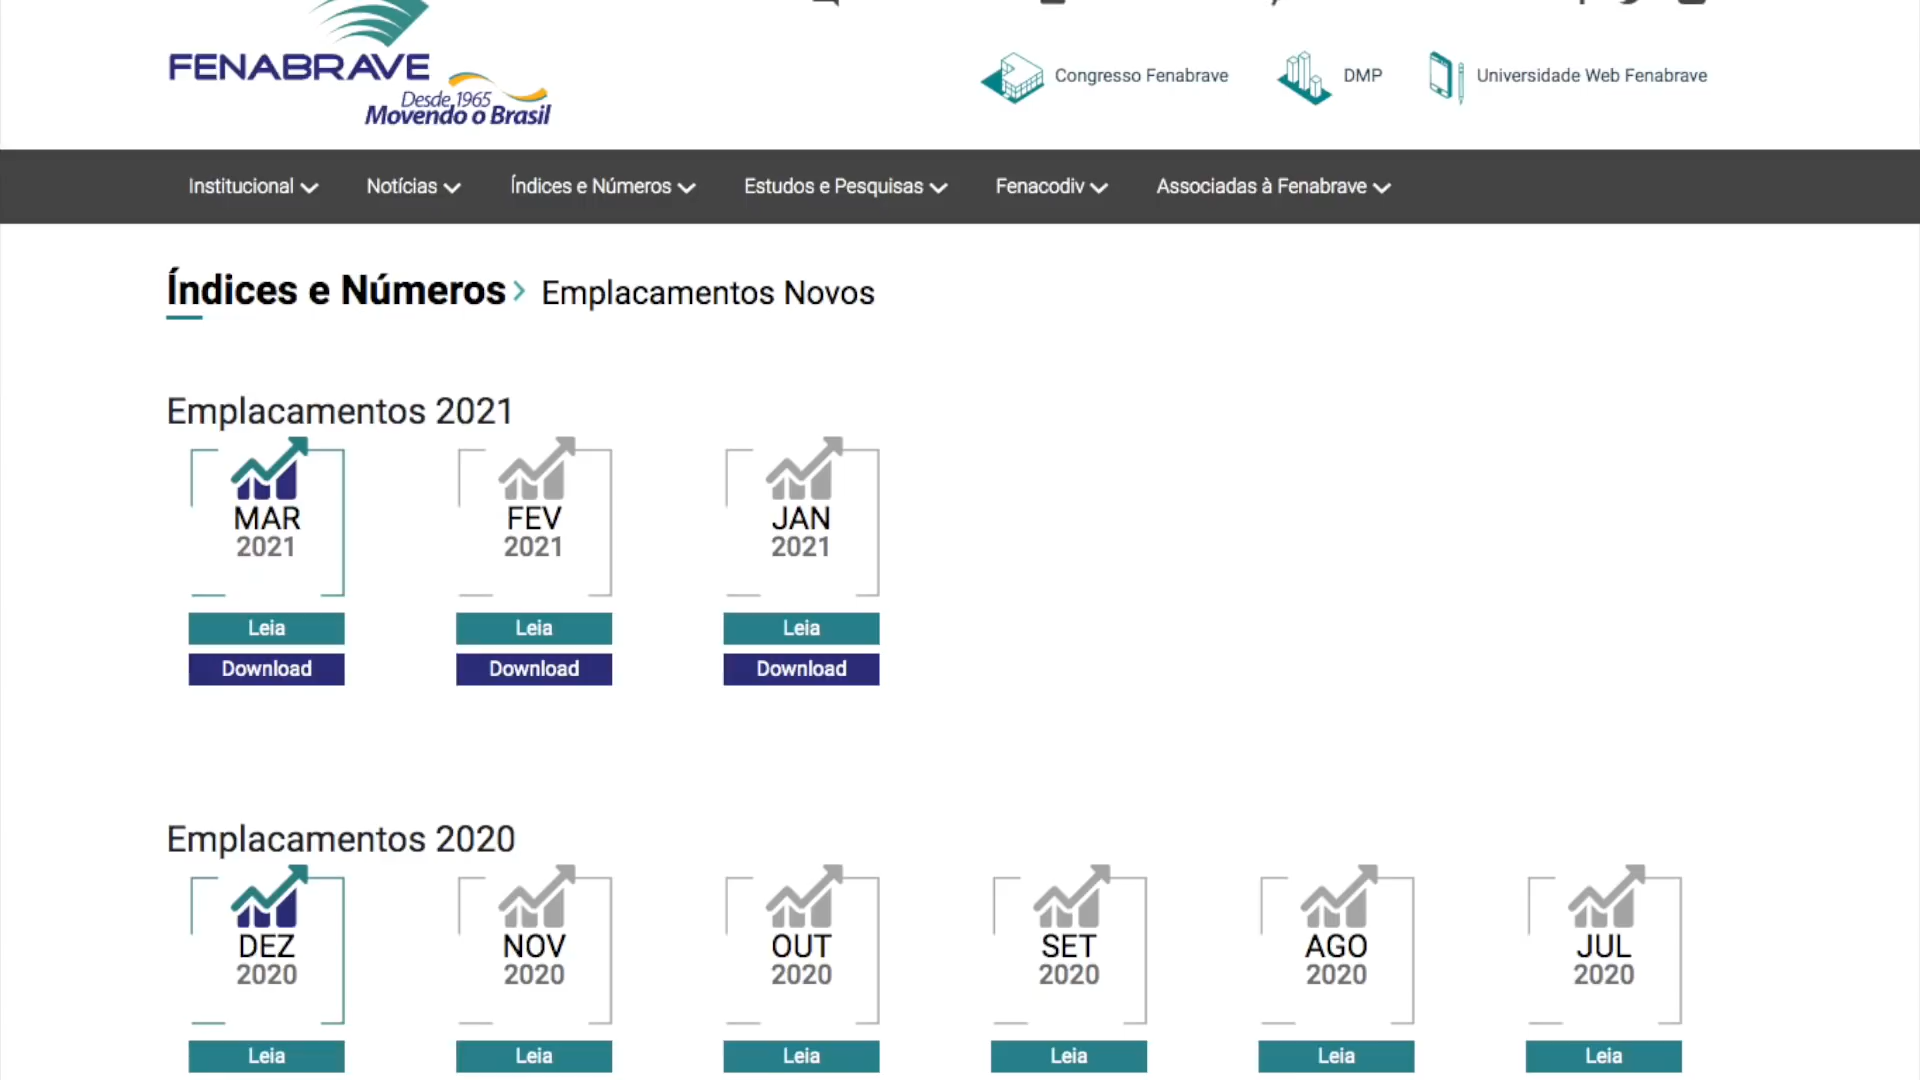 FENABRAVE
Desde 1965
Movendo o Brasil
Congresso Fenabrave
DMP
Universidade Web Fenabrave
Institucional
Notícias
Índices e Números
Estudos e Pesquisas
Fenacodiv
Associadas à Fenabrave
Índices e Números
Emplacamentos Novos
Emplacamentos 2021
MAR
2021
FEV
2021
JAN
2021
Leia
Leia
Leia
Download
Download
Download
Emplacamentos 2020
DEZ
2020
NOV
2020
OUT
2020
SET
2020
AGO
2020
JUL
2020
Leia
Leia
Leia
Leia
Leia
Leia